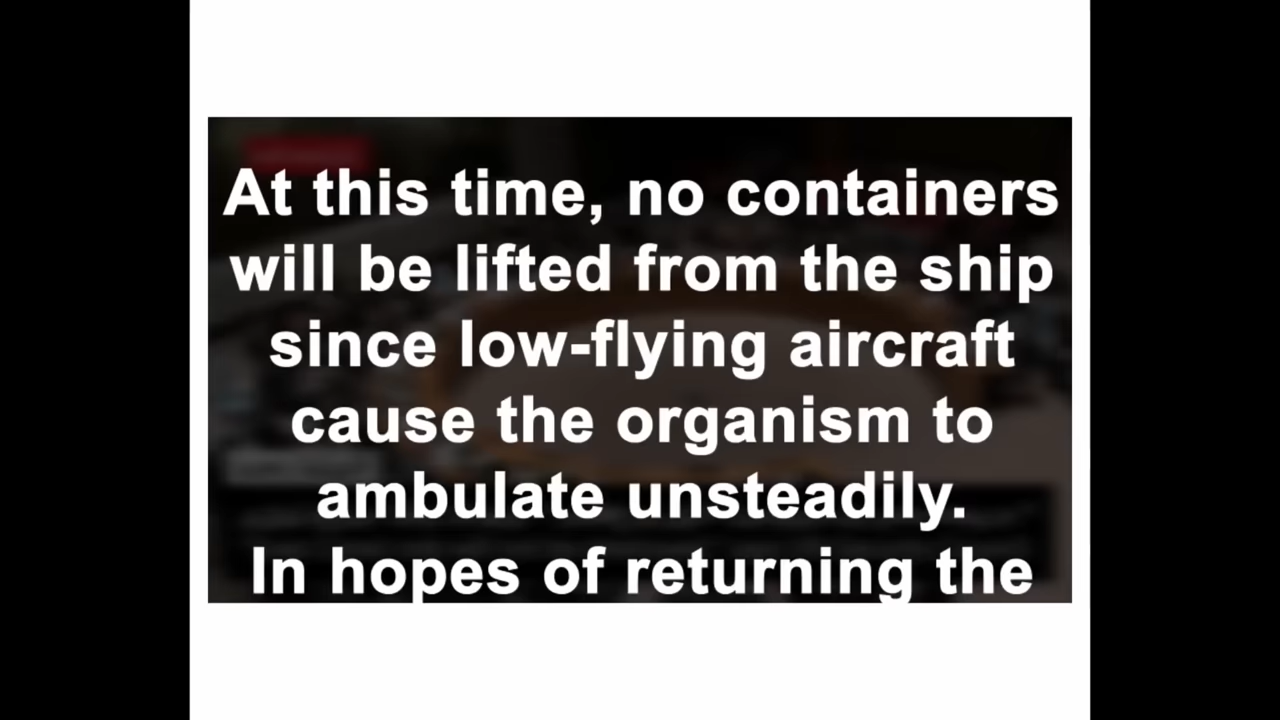 At this time, no containers
will be lifted from the ship
since low-flying aircraft
cause the organism to
ambulate unsteadily.
In hopes of returning the